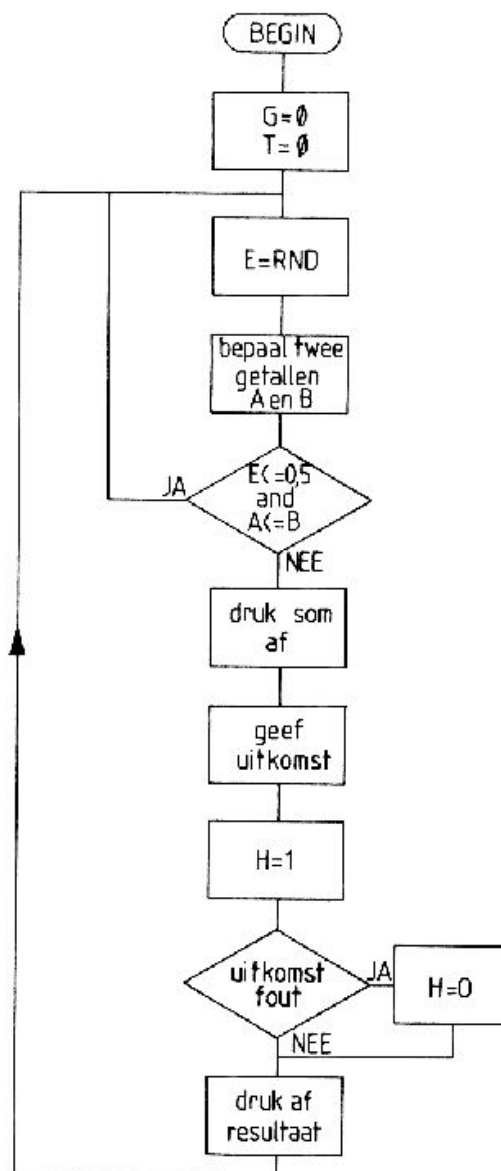 BEGIN
G=Ø
T=Ø
E=RND
bepaal twee
getallen
A en B
E<=0,5
and
A<=B
JA
NEE
druk som
af
geef
uitkomst
H=1
uitkomst
fout
JA
H=0
NEE
druk af
resultaat